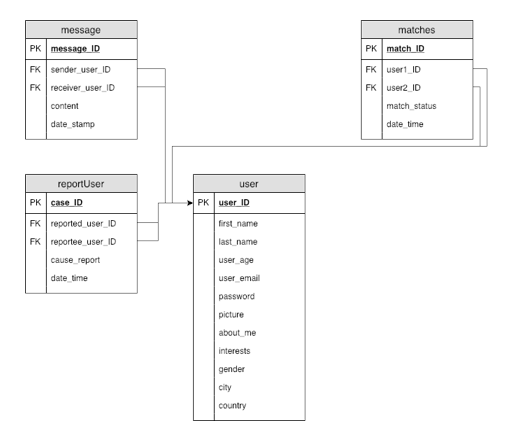 message
PK message_ID
FK sender_user_ID
FK receiver_user_ID
content
date_stamp
matches
PK match_ID
FK user1_ID
FK user2_ID
match_status
date_time
reportUser
PK case_ID
FK reported_user_ID
FK reportee_user_ID
cause_report
date_time
user
PK user_ID
first_name
last_name
user_age
user_email
password
picture
about_me
interests
gender
city
country